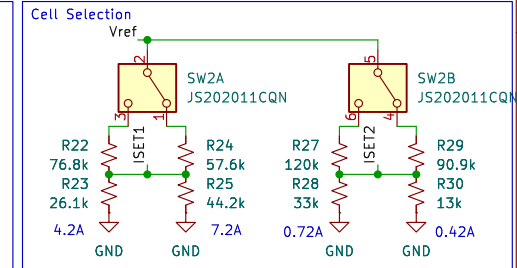 Cell Selection
Vref
2
SW2A
JS202011CQN
3
1
5
SW2B
JS202011CQN
6
4
R22
76.8k
R23
26.1k
ISET1
R24
57.6k
R25
44.2k
R27
120k
R28
33k
ISET2
R29
90.9k
R30
13k
4.2A
7.2A
0.72A
0.42A
GND
GND
GND
GND